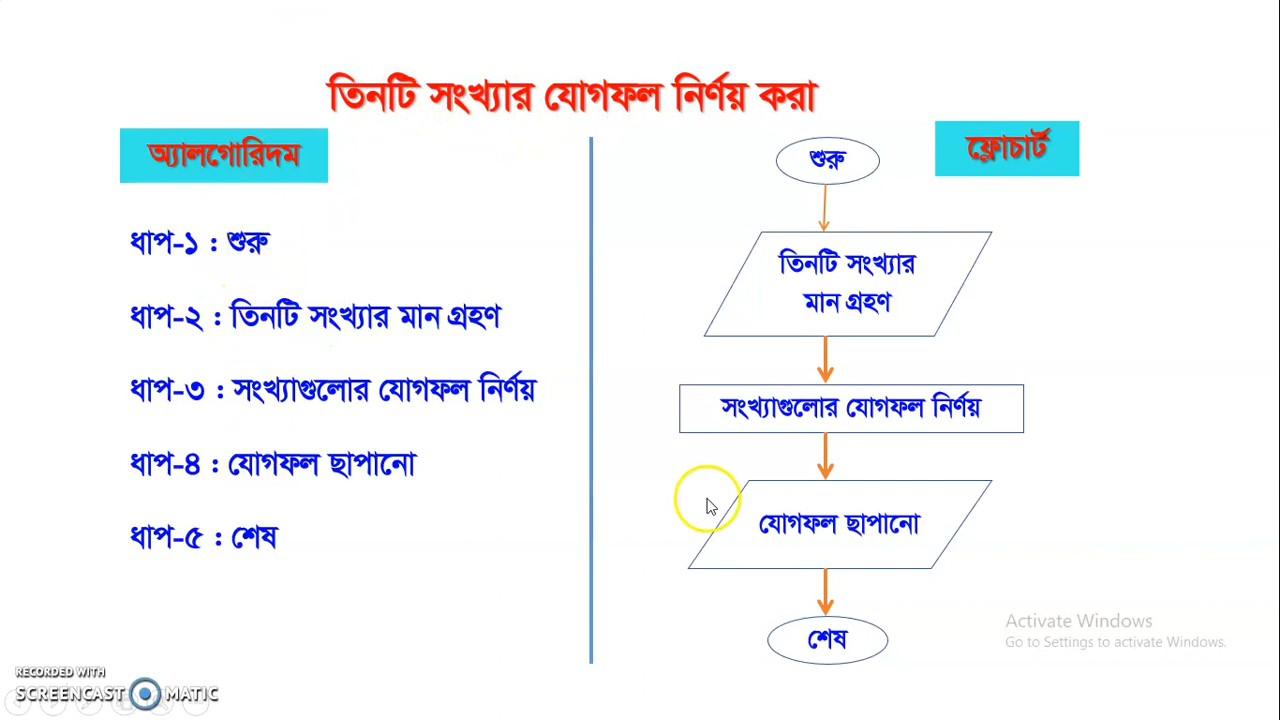 তিনটি সংখ্যার যোগফল নির্ণয় করা
অ্যালগোরিদম
ধাপ-১ : শুরু
ধাপ-২ : তিনটি সংখ্যার মান গ্রহণ
ধাপ-৩ : সংখ্যাগুলোর যোগফল নির্ণয়
ধাপ-৪ : যোগফল ছাপানো
ধাপ-৫ : শেষ
ফ্লোচার্ট
শুরু
তিনটি সংখ্যার
মান গ্রহণ
সংখ্যাগুলোর যোগফল নির্ণয়
যোগফল ছাপানো
শেষ
Activate Windows
Go to Settings to activate Windows.
RECORDED WITH
SCREENCAST MATIC